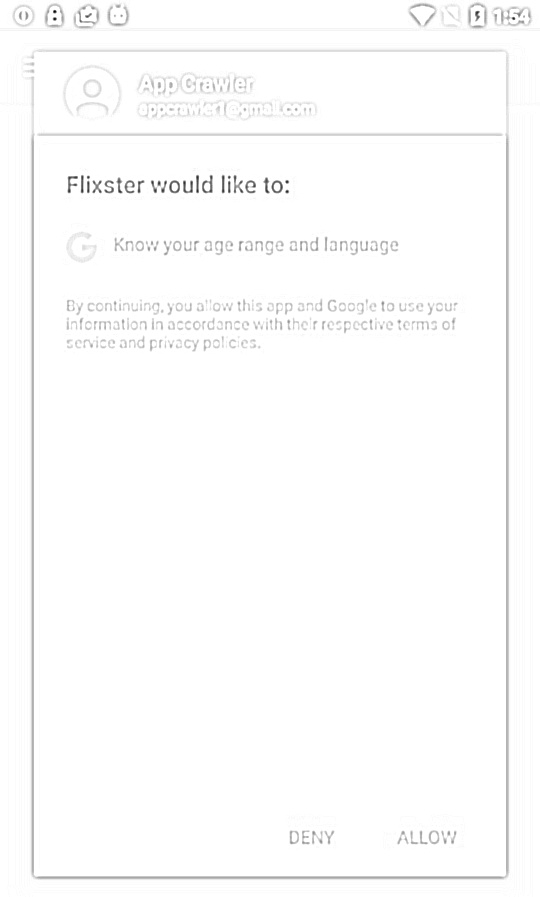 1:54
App Crawler
appcrawler1@gmail.com
Flixster would like to:
Know your age range and language
By continuing, you allow this app and Google to use your
information in accordance with their respective terms of
service and privacy policies.
DENY
ALLOW